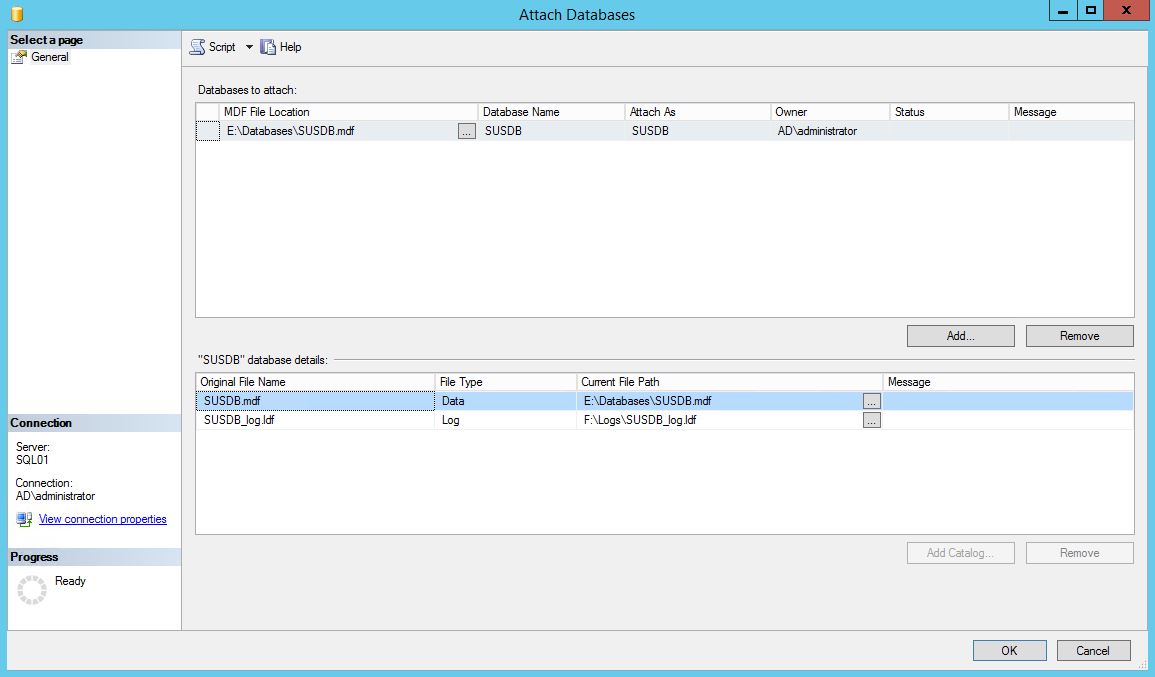 Attach Databases
X
Select a page
General
Script
Help
Databases to attach:
MDF File Location Database Name Attach As Owner Status Message
E:\Databases\SUSDB.mdf ... SUSDB SUSDB AD\administrator
Add... Remove
"SUSDB" database details:
Original File Name File Type Current File Path Message
SUSDB.mdf Data E:\Databases\SUSDB.mdf ...
SUSDB_log.ldf Log F:\Logs\SUSDB_log.ldf ...
Add Catalog... Remove
Connection
Server:
SQL01
Connection:
AD\administrator
View connection properties
Progress
Ready
OK Cancel